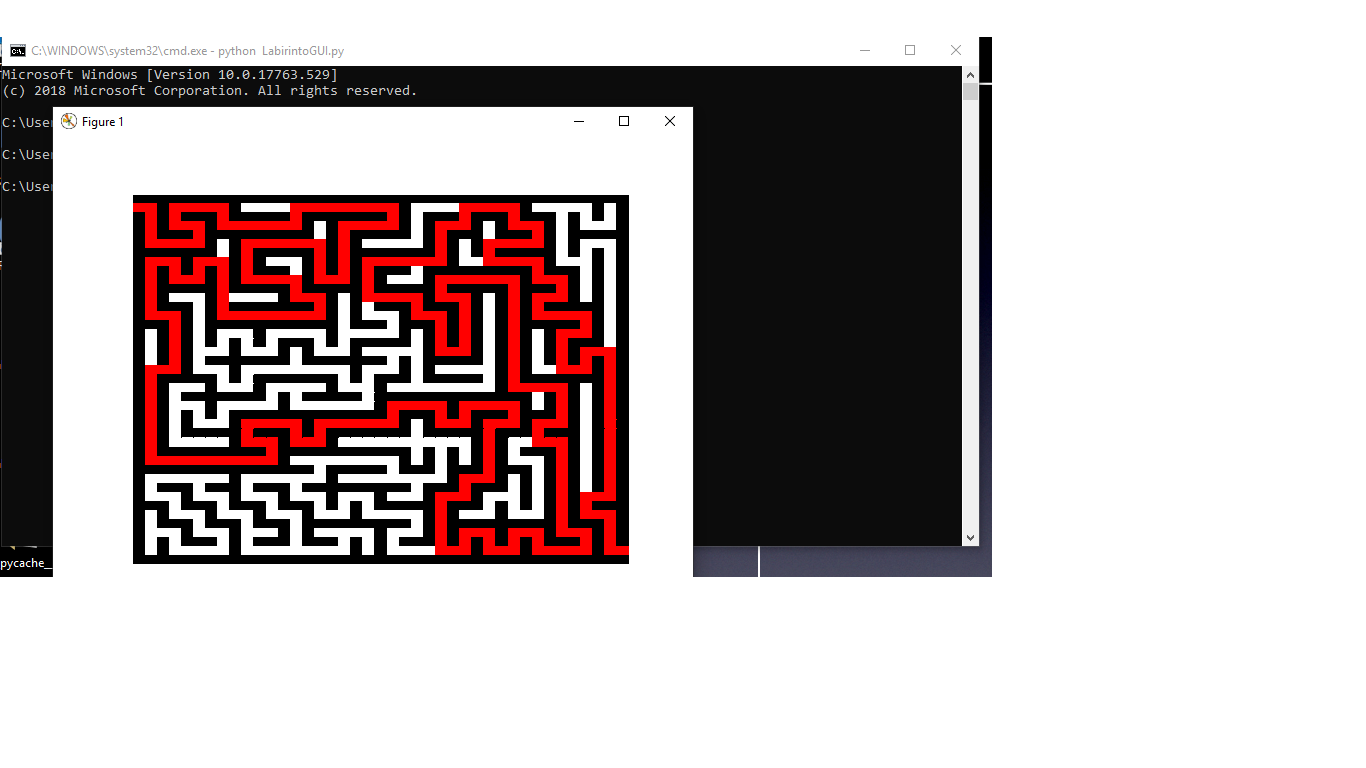 C:\WINDOWS\system32\cmd.exe - python  LabirintoGUI.py
Microsoft Windows [Version 10.0.17763.529]
(c) 2018 Microsoft Corporation. All rights reserved.
Figure 1
C:\User
C:\User
C:\User
pycache_